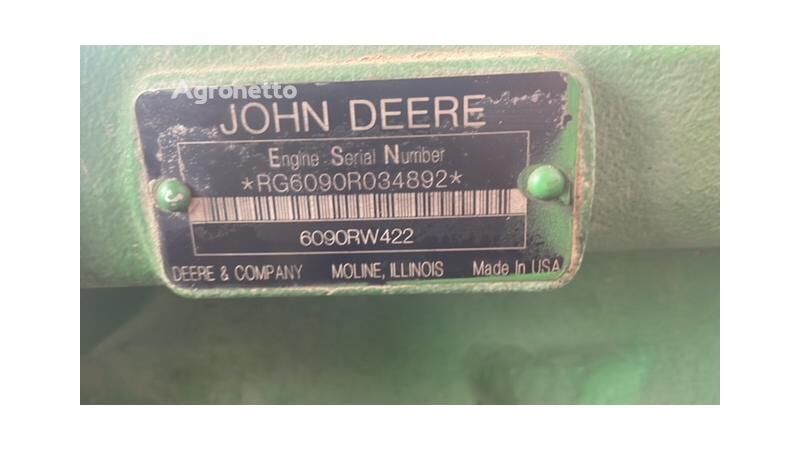 Agronetto
JOHN DEERE
Engine Serial Number
*RG6090R034892*
6090RW422
DEERE & COMPANY MOLINE, ILLINOIS Made In USA